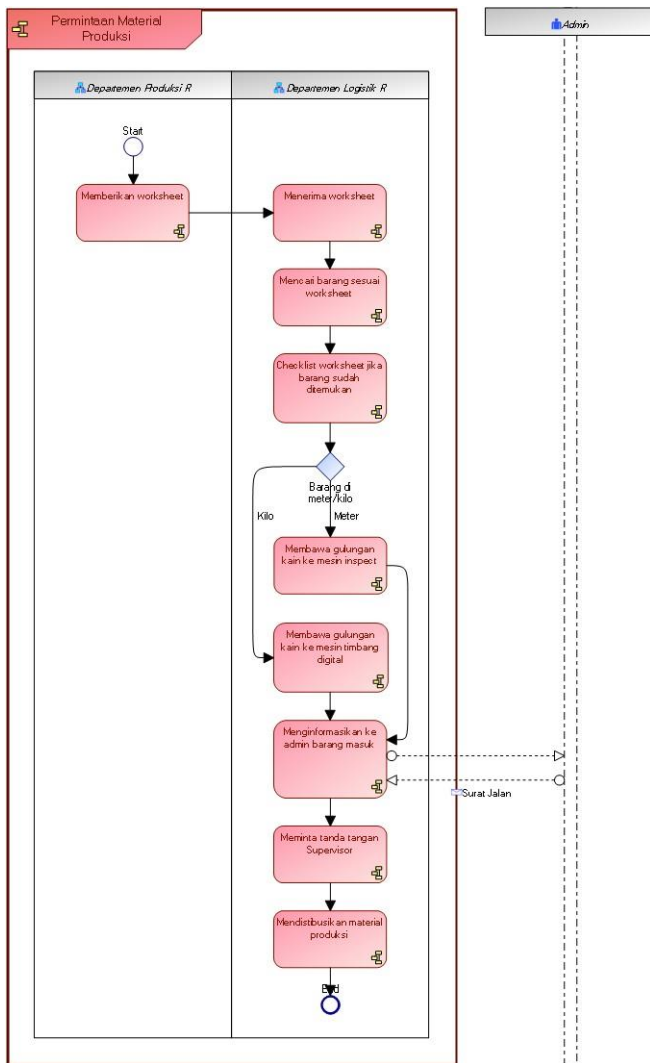 Permintaan Material
Produksi
Admin
Departemen Produksi R
Departemen Logistik R
Start
Memberikan worksheet
Menerima worksheet
Mencari barang sesuai
worksheet
Checklist worksheet jika
barang sudah
ditemukan
Barang di
meter/kilo
Kilo
Meter
Membawa gulungan
kain ke mesin inspect
Membawa gulungan
kain ke mesin timbang
digital
Menginformasikan ke
admin barang masuk
Surat Jalan
Meminta tanda tangan
Supervisor
Mendistibusikan material
produksi
End